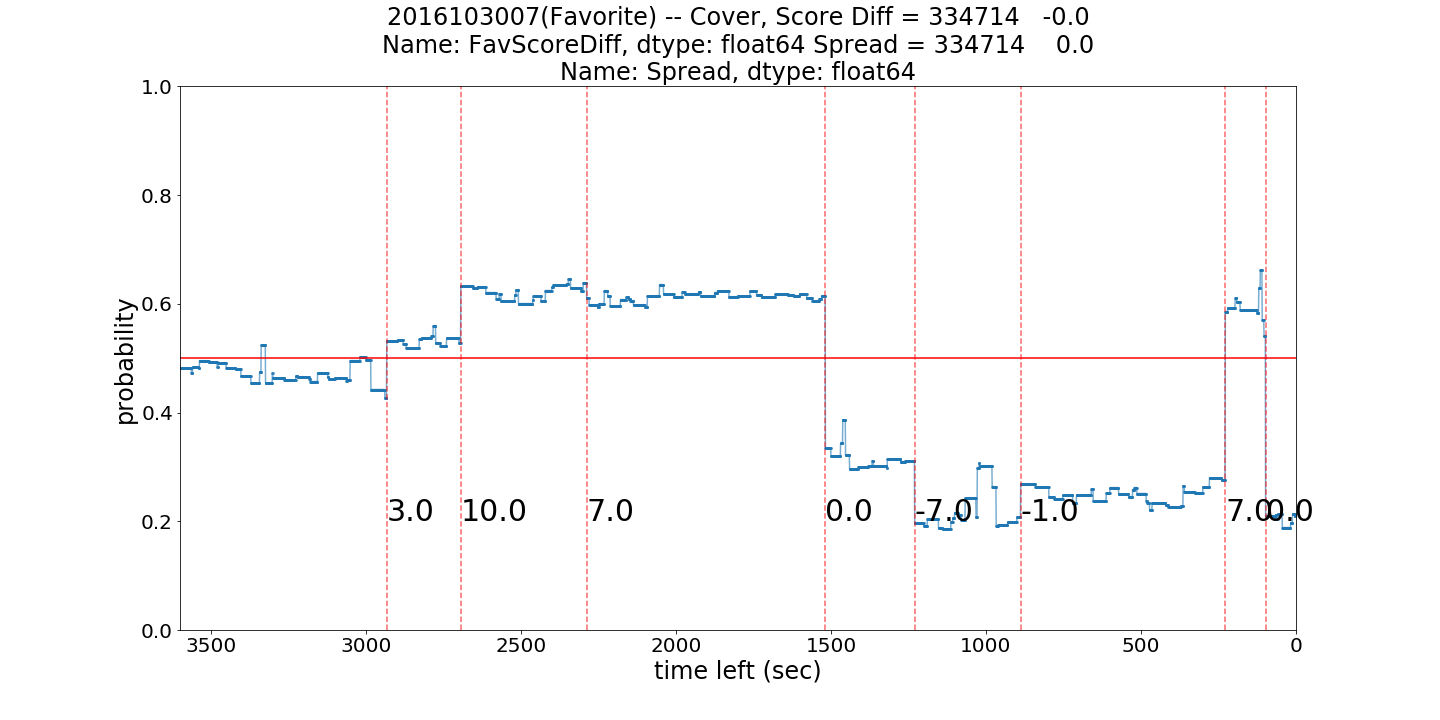 2016103007(Favorite) -- Cover, Score Diff = 334714   -0.0
Name: FavScoreDiff, dtype: float64 Spread = 334714    0.0
Name: Spread, dtype: float64
1.0
0.8
0.6
0.4
0.2
0.0
probability
3.0 10.0 7.0 0.0 -7.0 -1.0 7.0 0.0
3500 3000 2500 2000 1500 1000 500 0
time left (sec)